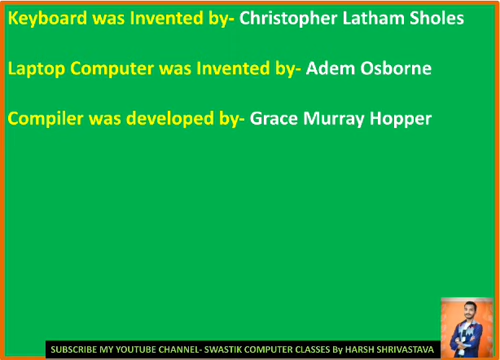 Keyboard was Invented by- Christopher Latham Sholes
Laptop Computer was Invented by- Adem Osborne
Compiler was developed by- Grace Murray Hopper
SUBSCRIBE MY YOUTUBE CHANNEL- SWASTIK COMPUTER CLASSES By HARSH SHRIVASTAVA